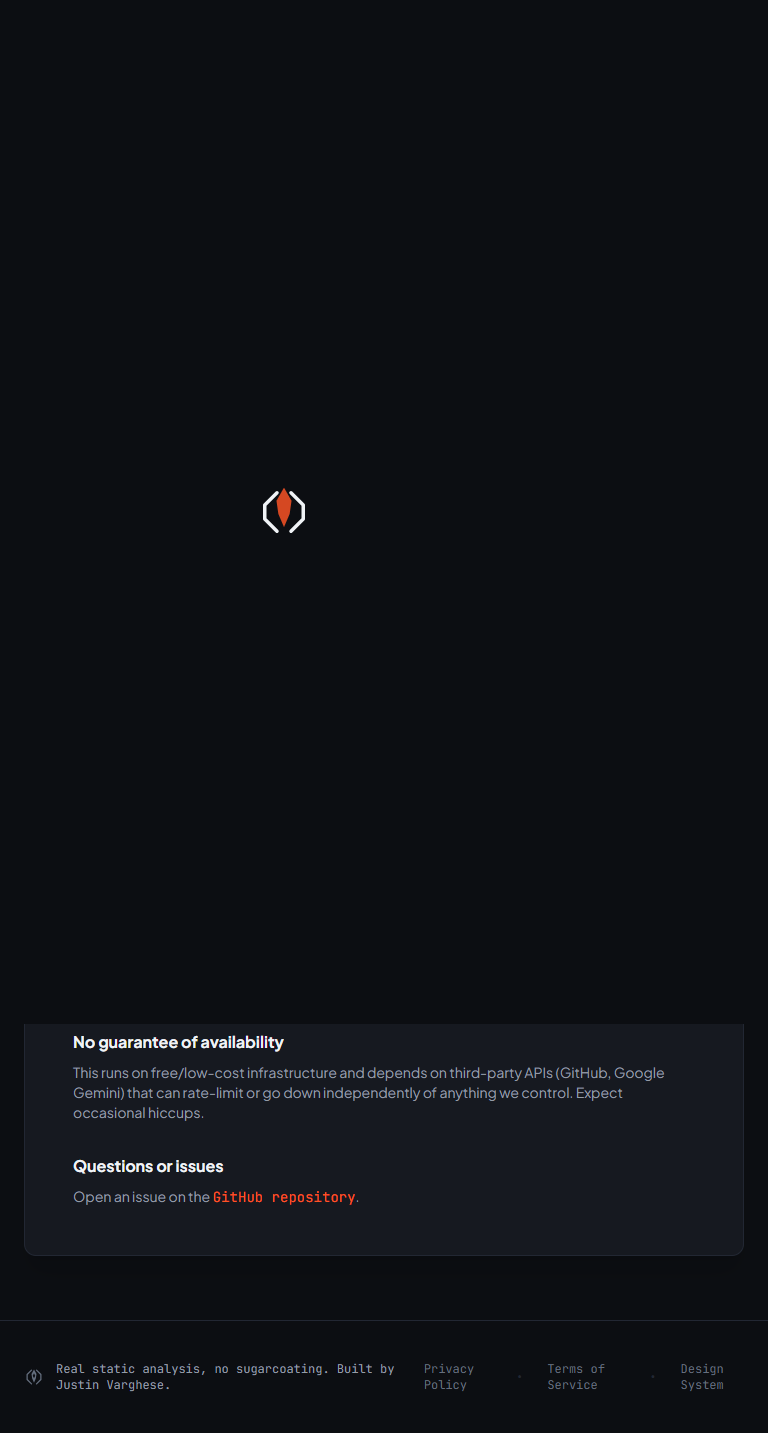 No guarantee of availability
This runs on free/low-cost infrastructure and depends on third-party APIs (GitHub, Google
Gemini) that can rate-limit or go down independently of anything we control. Expect
occasional hiccups.
Questions or issues
Open an issue on the GitHub repository.
Real static analysis, no sugarcoating. Built by
Justin Varghese.
Privacy
Policy
·
Terms of
Service
·
Design
System